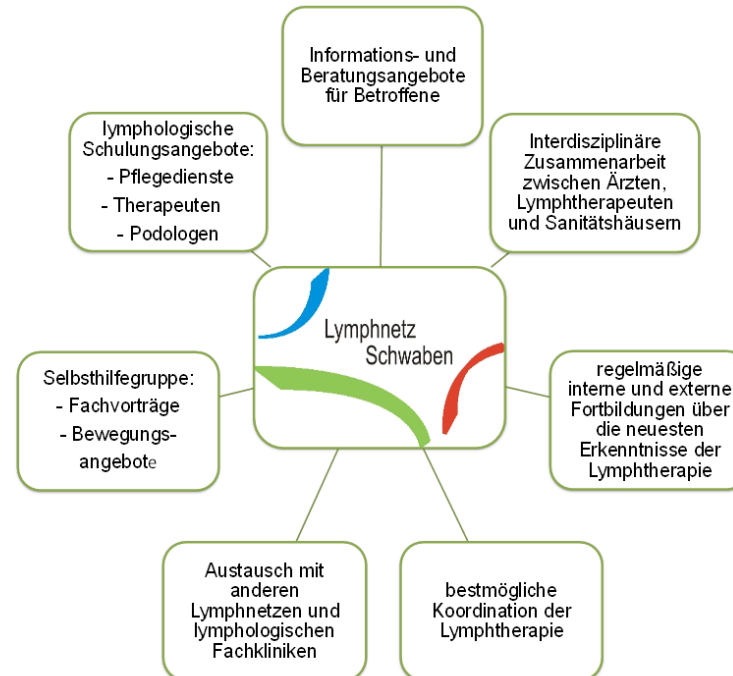 Informations- und
Beratungsangebote
für Betroffene
lymphologische
Schulungsangebote:
- Pflegedienste
- Therapeuten
- Podologen
Interdisziplinäre
Zusammenarbeit
zwischen Ärzten,
Lymphtherapeuten
und Sanitätshäusern
Lymphnetz
Schwaben
Selbsthilfegruppe:
- Fachvorträge
- Bewegungs-
angebote
regelmäßige
interne und externe
Fortbildungen über
die neuesten
Erkenntnisse der
Lymphtherapie
Austausch mit
anderen
Lymphnetzen und
lymphologischen
Fachkliniken
bestmögliche
Koordination der
Lymphtherapie